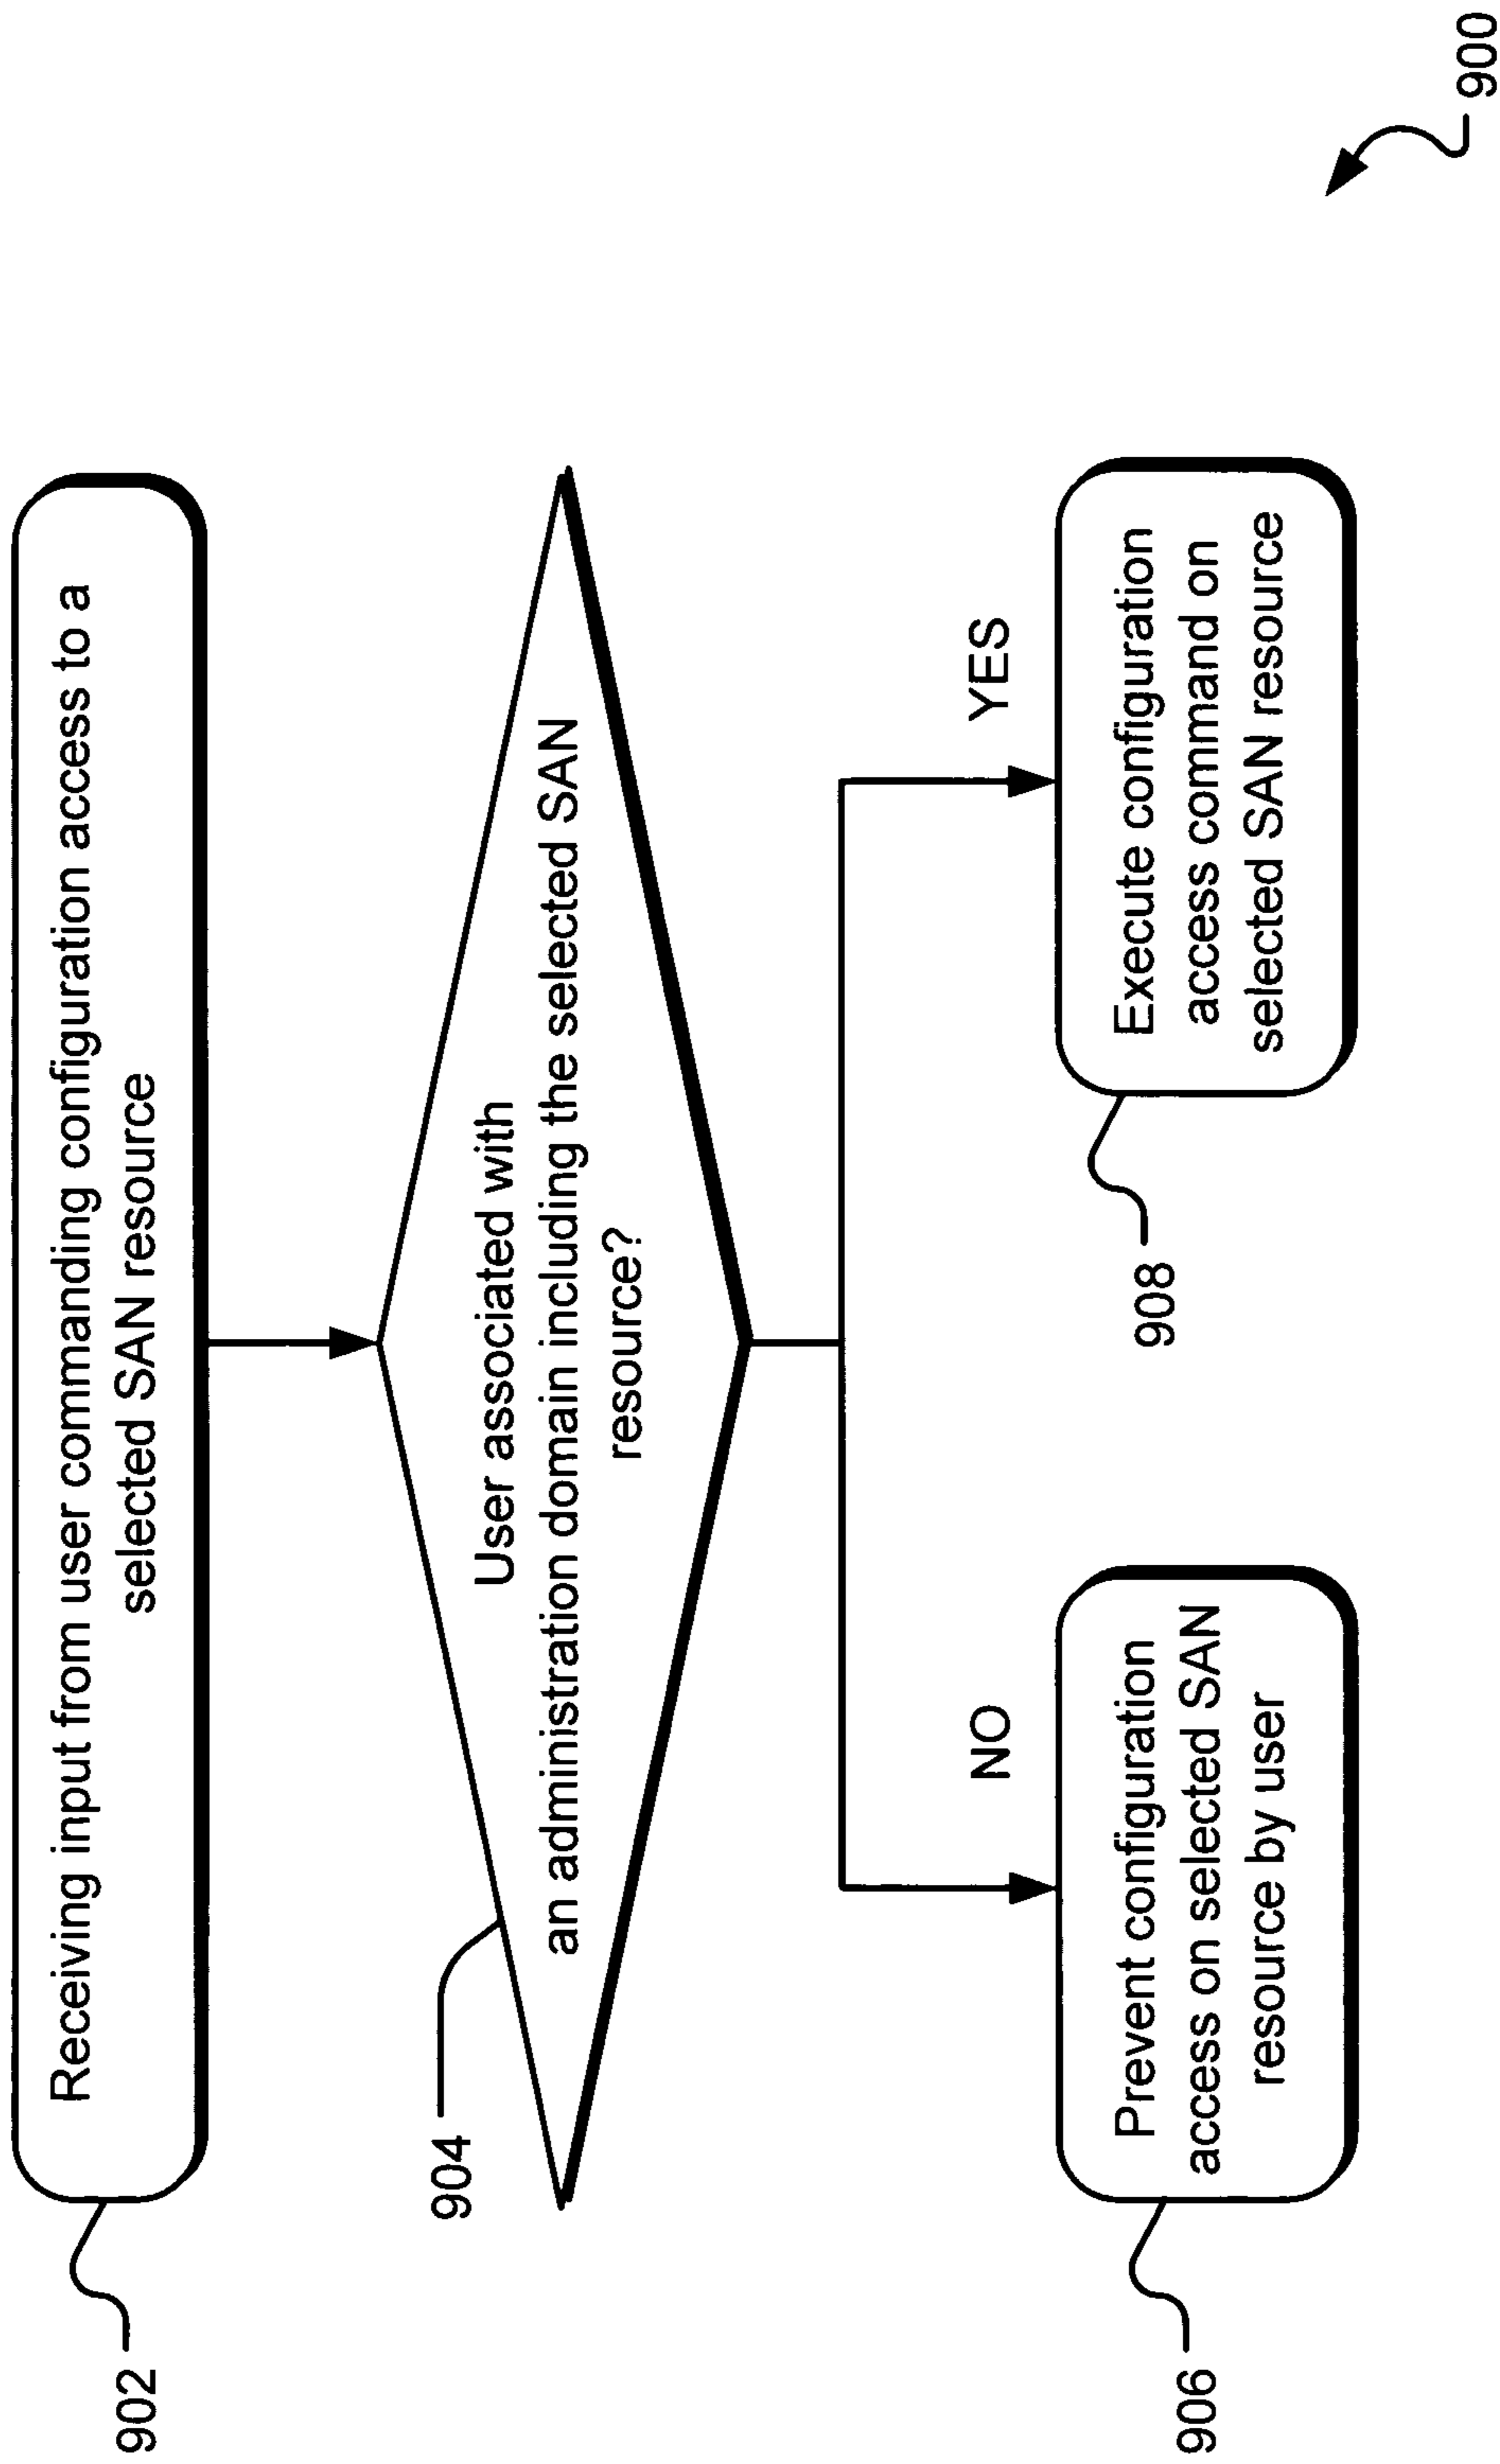 902
Receiving input from user commanding configuration access to a
selected SAN resource
904
User associated with
an administration domain including the selected SAN
resource?
NO
YES
906
Prevent configuration
access on selected SAN
resource by user
908
Execute configuration
access command on
selected SAN resource
900